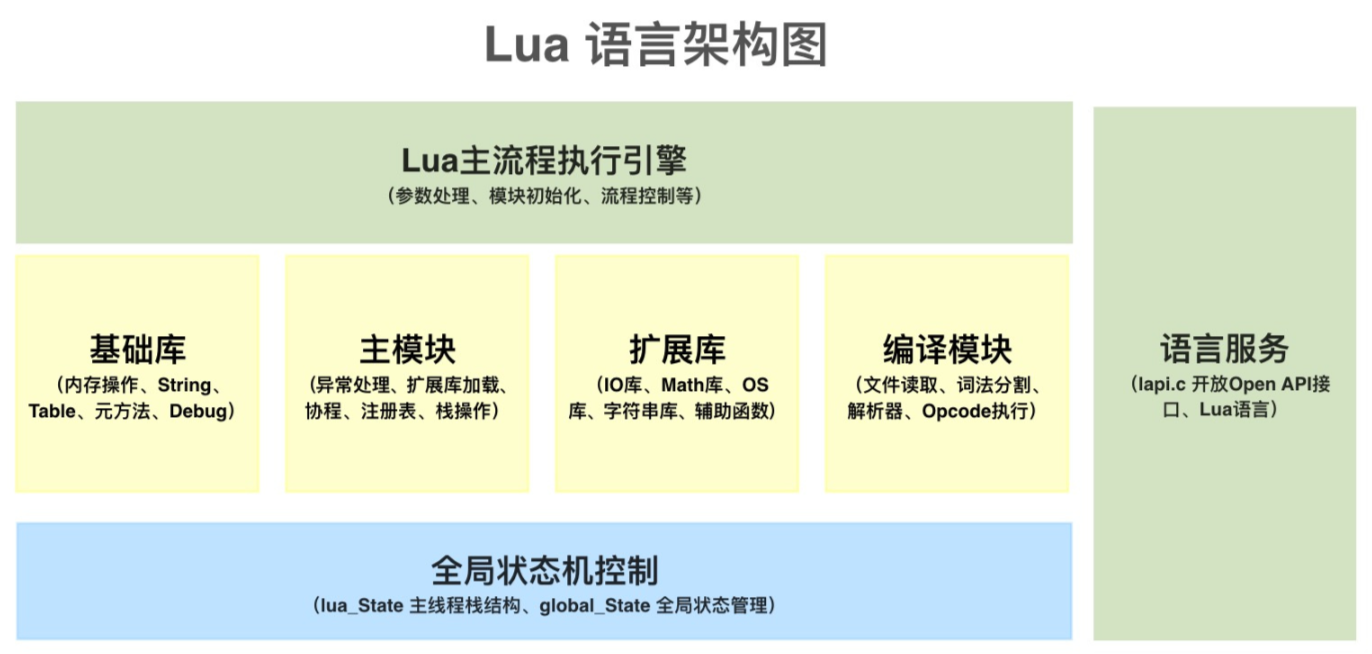 Lua 语言架构图
Lua主流程执行引擎
（参数处理、模块初始化、流程控制等）
基础库
（内存操作、String、
Table、元方法、Debug）
主模块
（异常处理、扩展库加载、
协程、注册表、栈操作）
扩展库
（IO库、Math库、OS
库、字符串库、辅助函数）
编译模块
（文件读取、词法分割、
解析器、Opcode执行）
语言服务
（lapi.c 开放Open API接
口、Lua语言）
全局状态机控制
（lua_State 主线程栈结构、global_State 全局状态管理）